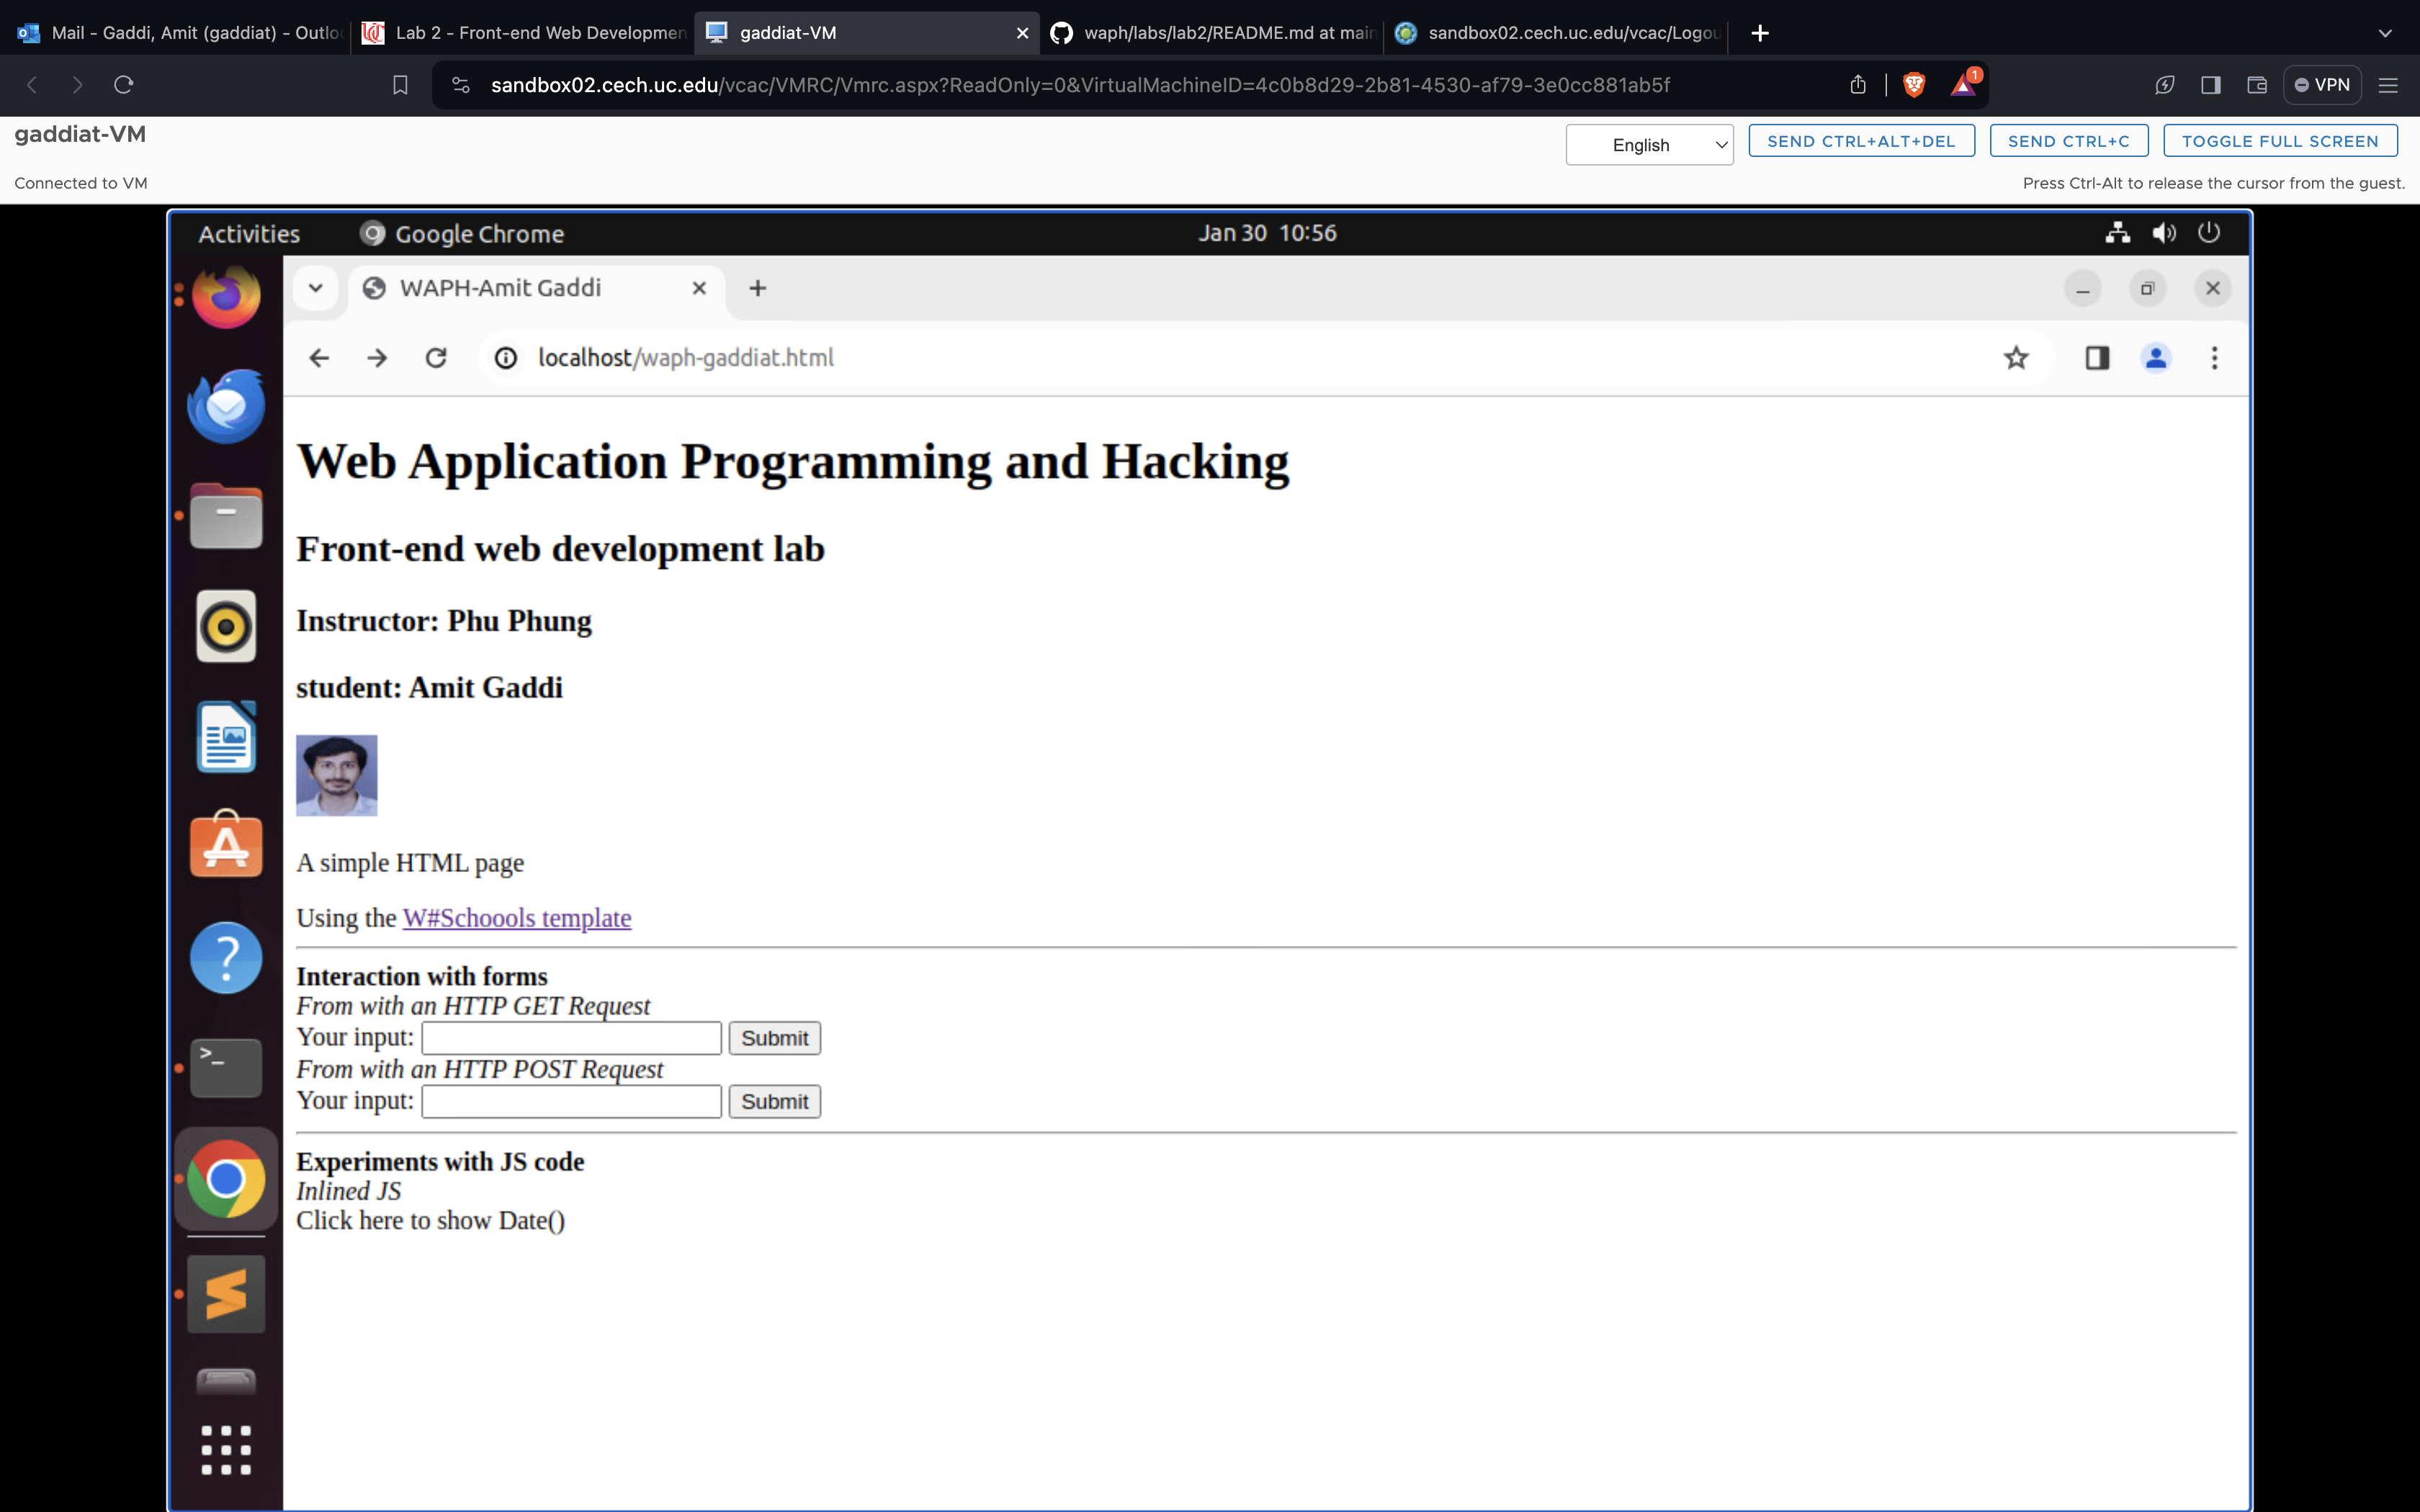 Mail - Gaddi, Amit (gaddiat) - Outlo
Lab 2 - Front-end Web Developmen
gaddiat-VM
waph/labs/lab2/README.md at main
sandbox02.cech.uc.edu/vcac/Logou
sandbox02.cech.uc.edu/vcac/VMRC/Vmrc.aspx?ReadOnly=0&VirtualMachineID=4c0b8d29-2b81-4530-af79-3e0cc881ab5f
1
VPN
gaddiat-VM
English
SEND CTRL+ALT+DEL
SEND CTRL+C
TOGGLE FULL SCREEN
Connected to VM
Press Ctrl-Alt to release the cursor from the guest.
Activities
Google Chrome
Jan 30 10:56
WAPH-Amit Gaddi
localhost/waph-gaddiat.html
Web Application Programming and Hacking
Front-end web development lab
Instructor: Phu Phung
student: Amit Gaddi
A simple HTML page
Using the W#Schoools template
Interaction with forms
From with an HTTP GET Request
Your input: Submit
From with an HTTP POST Request
Your input: Submit
Experiments with JS code
Inlined JS
Click here to show Date()